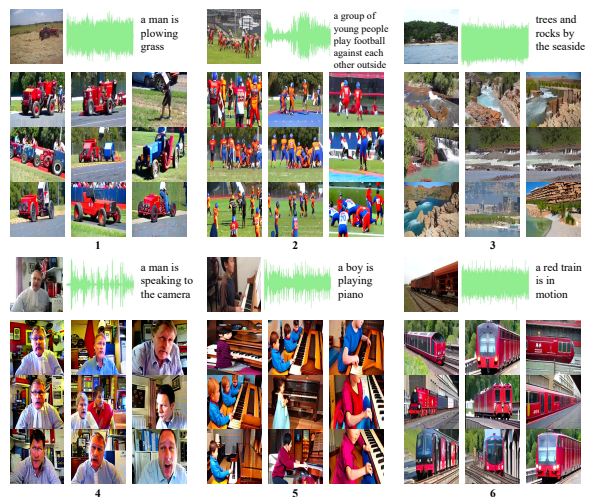 a man is
plowing
grass
a group of
young people
play football
against each
other outside
trees and
rocks by
the seaside
1
2
3
a man is
speaking to
the camera
a boy is
playing
piano
a red train
is in
motion
4
5
6